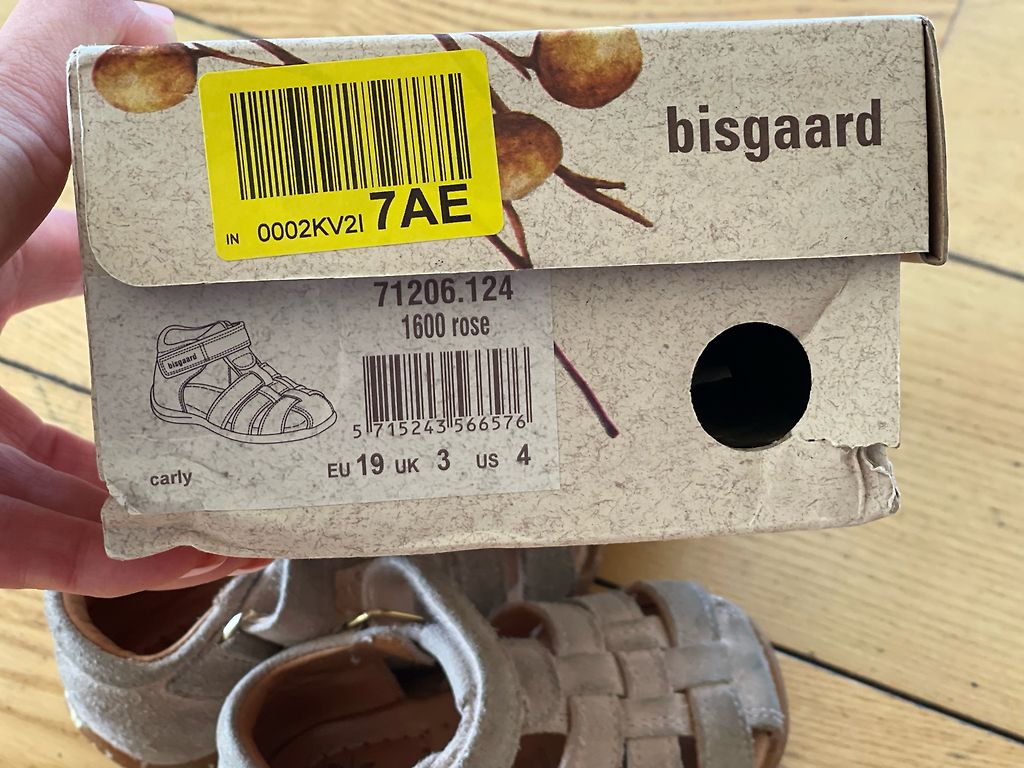 bisgaard
IN 0002KV2I 7AE
71206.124
1600 rose
bisgaard
5 715243 566576
EU 19 UK 3 US 4
carly